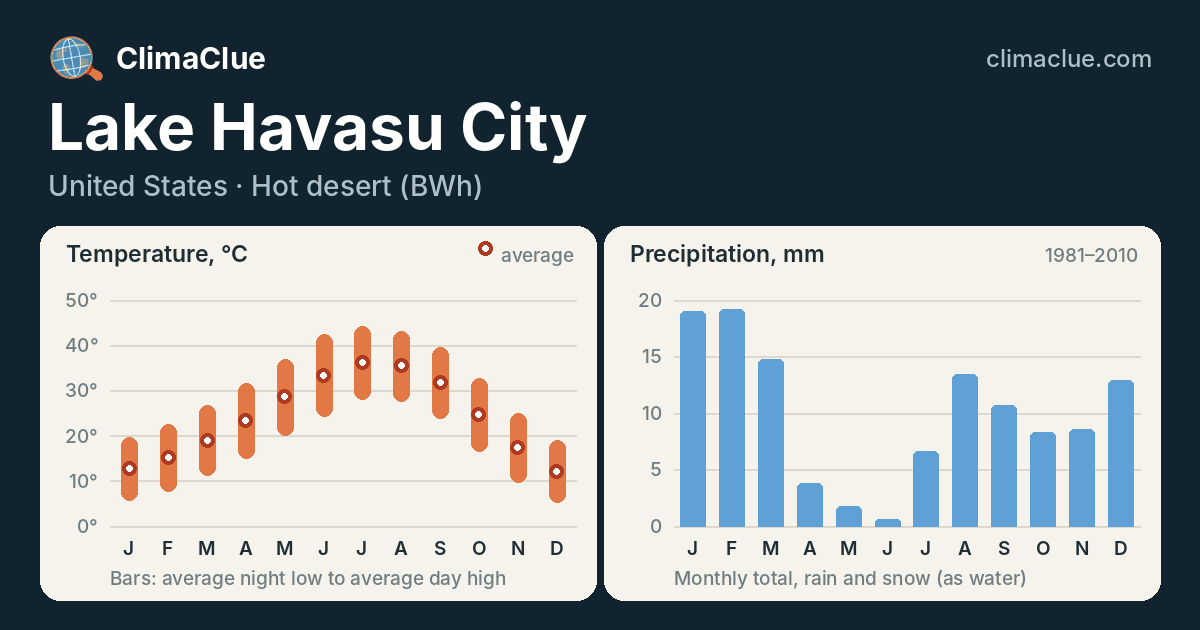 ClimaClue
climaclue.com
Lake Havasu City
United States · Hot desert (BWh)
Temperature, °C
average
50°
40°
30°
20°
10°
0°
J F M A M J J A S O N D
Bars: average night low to average day high
Precipitation, mm
1981–2010
20
15
10
5
0
J F M A M J J A S O N D
Monthly total, rain and snow (as water)